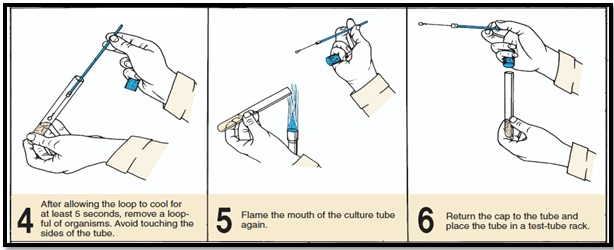 4
After allowing the loop to cool for
at least 5 seconds, remove a loop-
ful of organisms. Avoid touching the
sides of the tube.
5
Flame the mouth of the culture tube
again.
6
Return the cap to the tube and
place the tube in a test-tube rack.